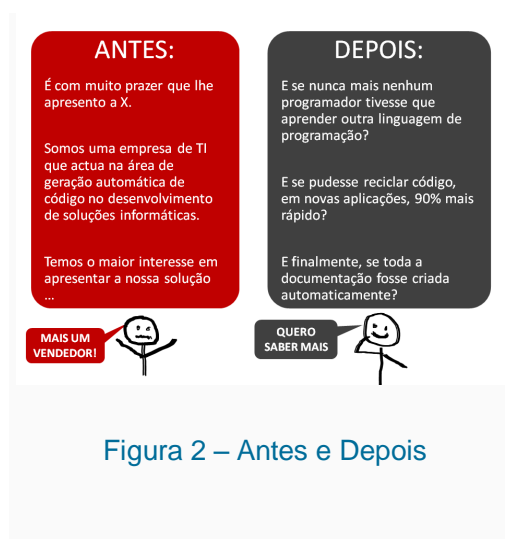 ANTES:
É com muito prazer que lhe
apresento a X.
Somos uma empresa de TI
que actua na área de
geração automática de
código no desenvolvimento
de soluções informáticas.
Temos o maior interesse em
apresentar a nossa solução
...
MAIS UM
VENDEDOR!
DEPOIS:
E se nunca mais nenhum
programador tivesse que
aprender outra linguagem de
programação?
E se pudesse reciclar código,
em novas aplicações, 90% mais
rápido?
E finalmente, se toda a
documentação fosse criada
automaticamente?
QUERO
SABER MAIS
Figura 2 – Antes e Depois